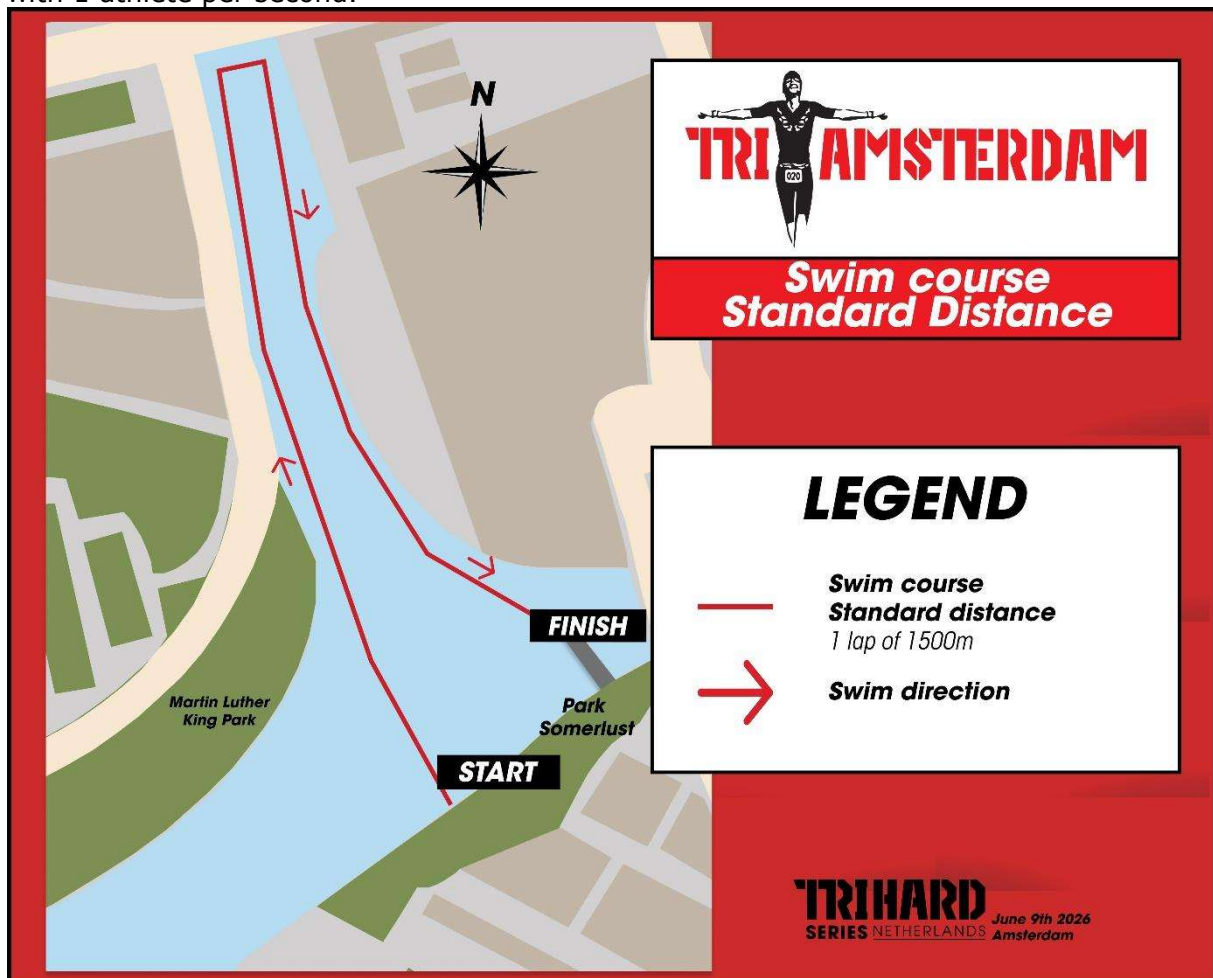 with 1 athlete per second.
N
TRI AMSTERDAM
020
Swim course
Standard Distance
LEGEND
Swim course
Standard distance
1 lap of 1500m
Swim direction
FINISH
Martin Luther
King Park
Park
Somerlust
START
TRIHARD
SERIES NETHERLANDS
June 9th 2026
Amsterdam